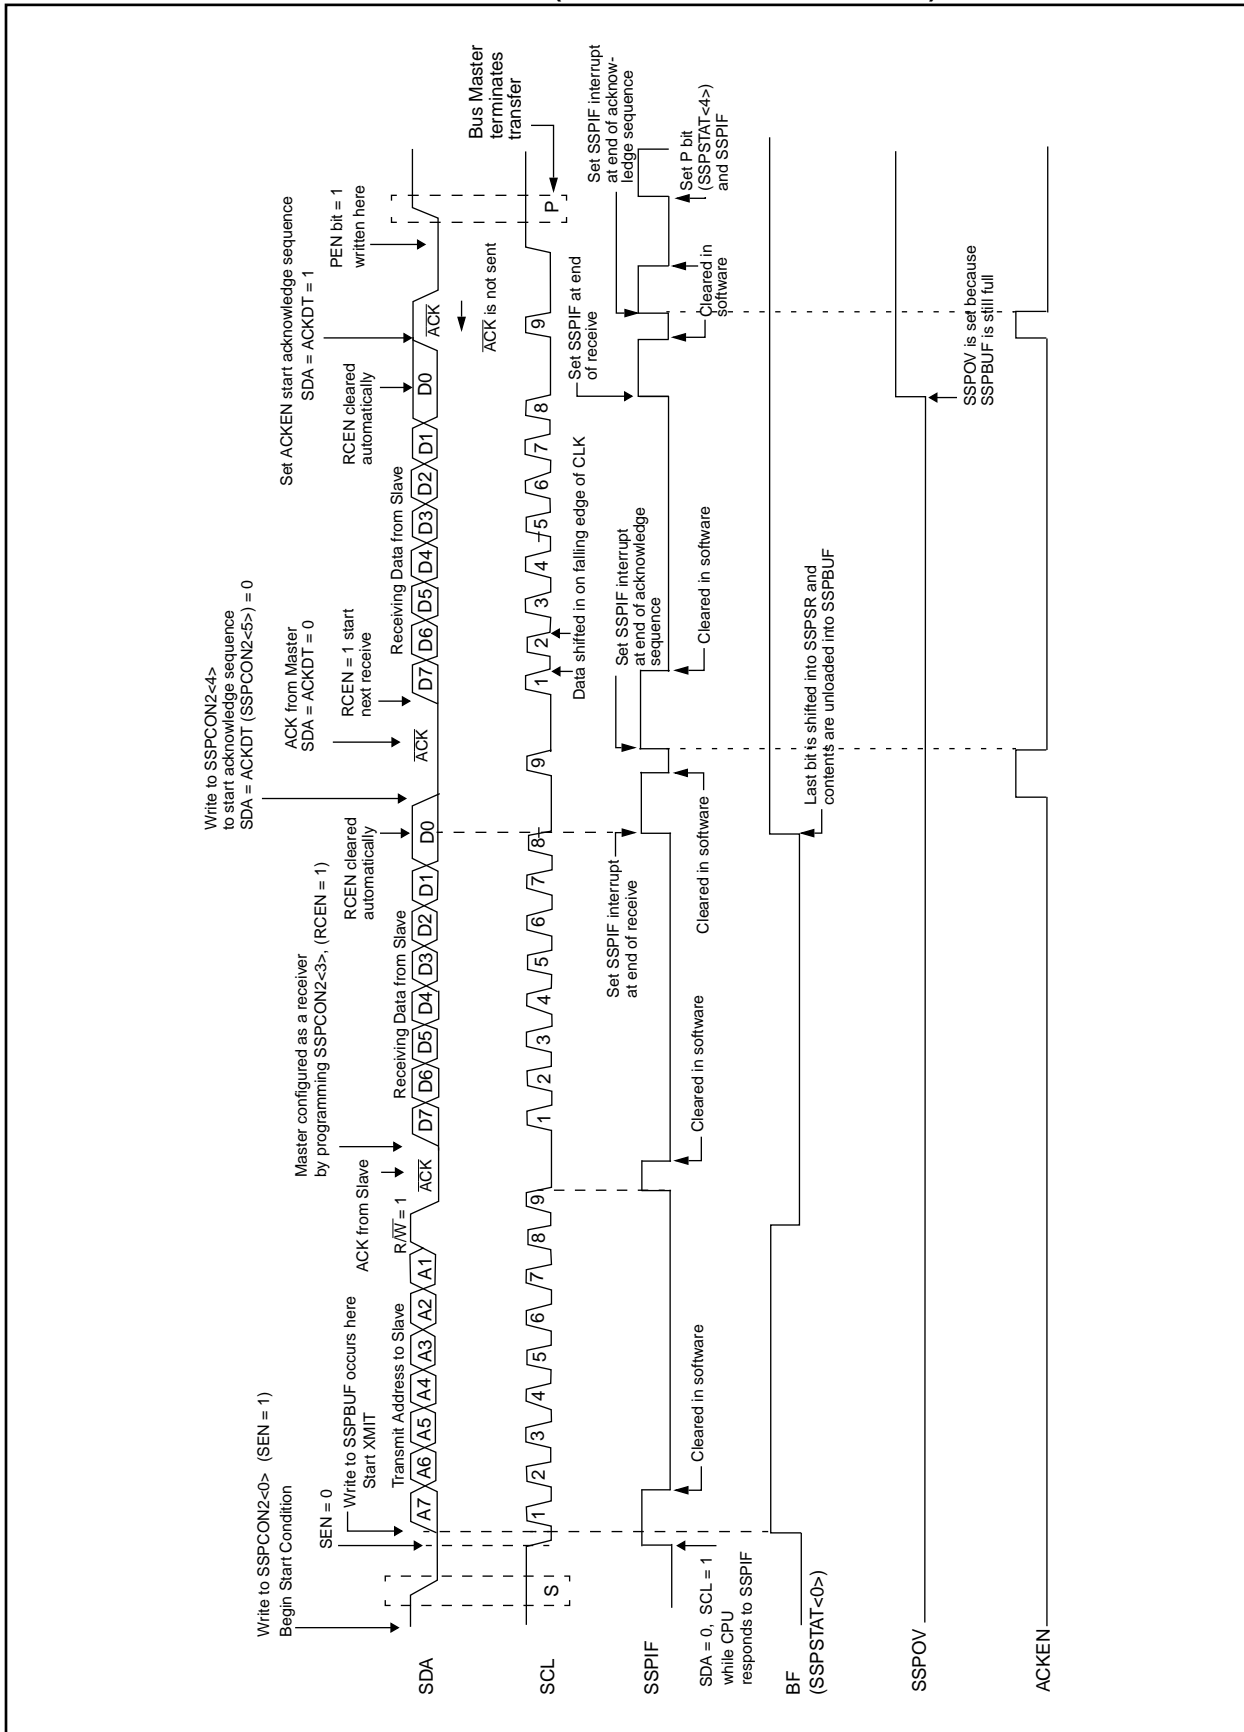 Write to SSPCON2<0> (SEN = 1)
Begin Start Condition
SEN = 0
Write to SSPBUF occurs here
Start XMIT
ACK from Slave
Master configured as a receiver
by programming SSPCON2<3>, (RCEN = 1)
RCEN cleared
automatically
Write to SSPCON2<4>
to start acknowledge sequence
SDA = ACKDT (SSPCON2<5>) = 0
ACK from Master
SDA = ACKDT = 0
RCEN = 1 start
next receive
RCEN cleared
automatically
Set ACKEN start acknowledge sequence
SDA = ACKDT = 1
PEN bit = 1
written here
Transmit Address to Slave
R/W = 1
Receiving Data from Slave
Receiving Data from Slave
SDA
A7 A6 A5 A4 A3 A2 A1
ACK
D7 D6 D5 D4 D3 D2 D1 D0
ACK
D7 D6 D5 D4 D3 D2 D1 D0
ACK
ACK is not sent
Bus Master
terminates
transfer
SCL
S
1 2 3 4 5 6 7 8 9
1 2 3 4 5 6 7 8 9
1 2 3 4 5 6 7 8 9
P
Data shifted in on falling edge of CLK
Set SSPIF interrupt
at end of receive
Set SSPIF interrupt
at end of acknowledge
sequence
Set SSPIF at end
of receive
Set SSPIF interrupt
at end of acknow-
ledge sequence
SSPIF
SDA = 0, SCL = 1
while CPU
responds to SSPIF
Cleared in software
Cleared in software
Cleared in software
Cleared in software
Cleared in
software
Set P bit
(SSPSTAT<4>)
and SSPIF
BF
(SSPSTAT<0>)
Last bit is shifted into SSPSR and
contents are unloaded into SSPBUF
SSPOV
SSPOV is set because
SSPBUF is still full
ACKEN